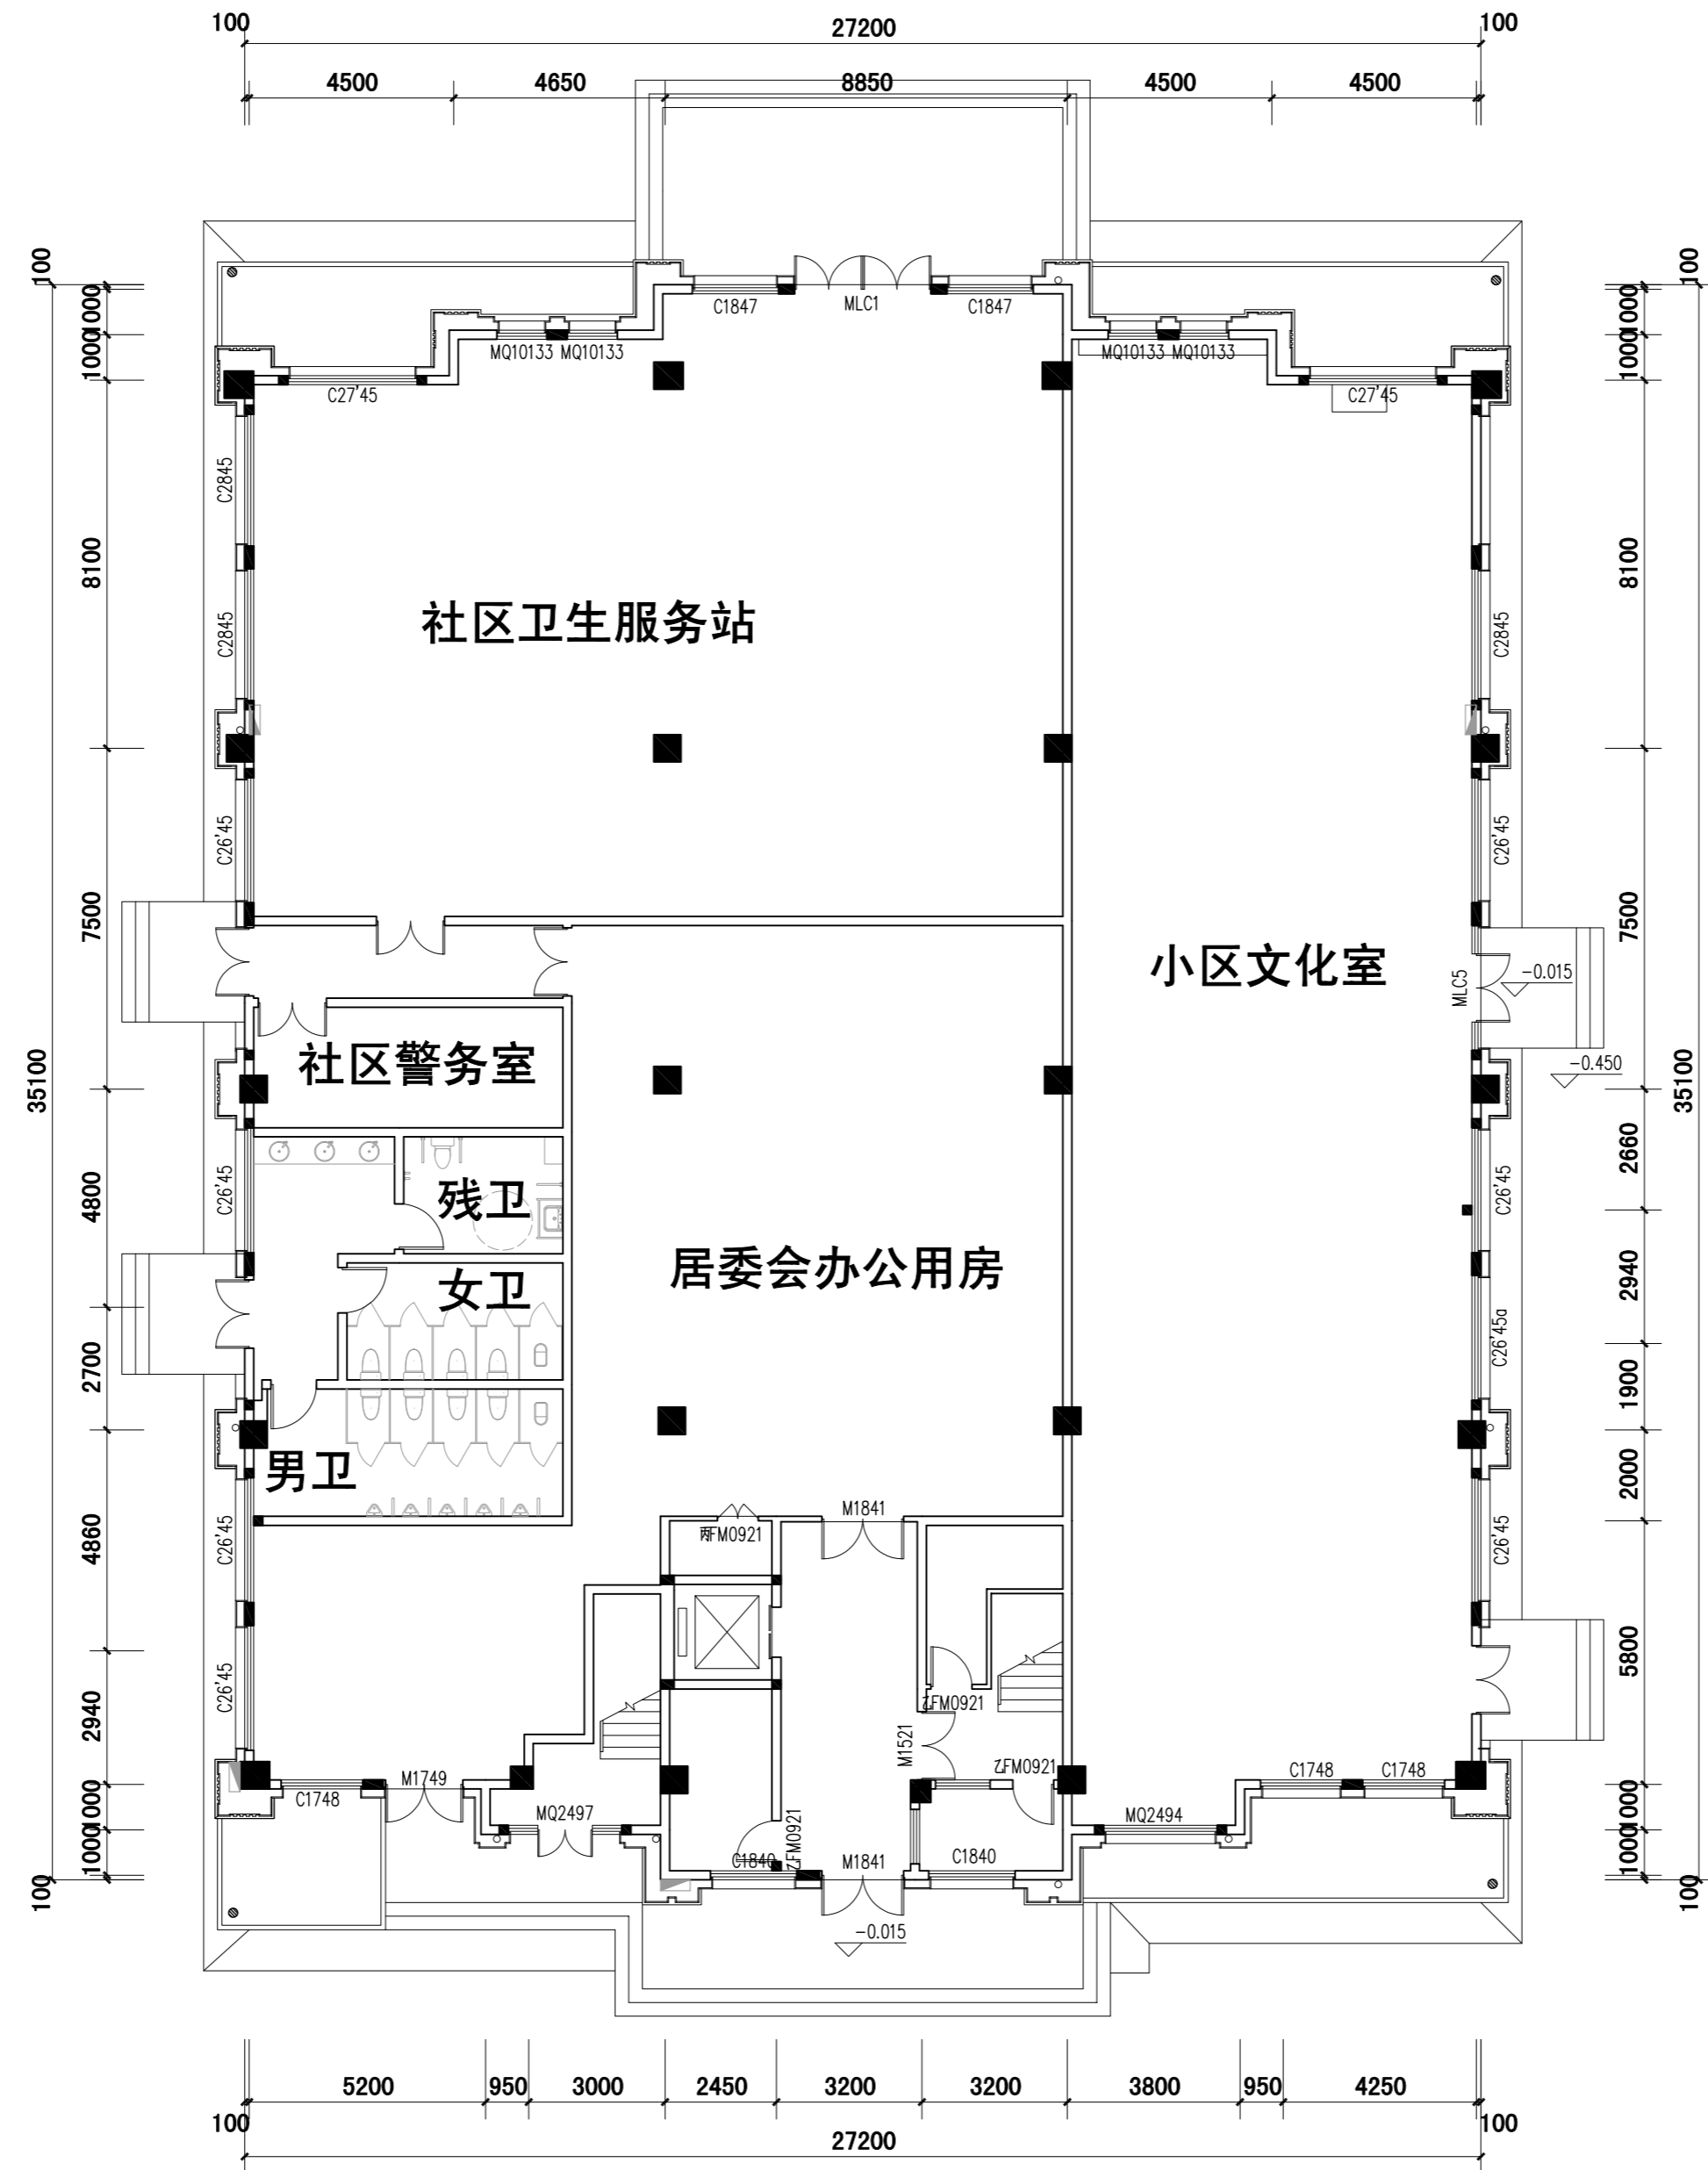 100 27200 100
4500 4650 8850 4500 4500
100 100
1000 1000
1000 1000
C1847 MLC1 C1847
MQ10133 MQ10133 MQ10133 MQ10133
C27'45 C27'45
C2845
8100 8100
社区卫生服务站
C2845 C2845
C26'45 C26'45
7500 7500
小区文化室
MLC5
-0.015
-0.450
社区警务室
35100 35100
2660
4800 C26'45 C26'45
残卫
居委会办公用房
女卫
2940
2700 C26'45a
1900
男卫
2000
M1841
丙FM0921
4860 C26'45 C26'45
5800
C26'45
乙FM0921
2940 M1521
乙FM0921
M1749
C1748 C1748 C1748
1000 1000
MQ2497 MQ2494
乙FM0921
C1840 M1841 C1840
1000 1000
100 100
-0.015
5200 950 3000 2450 3200 3200 3800 950 4250
100 100
27200